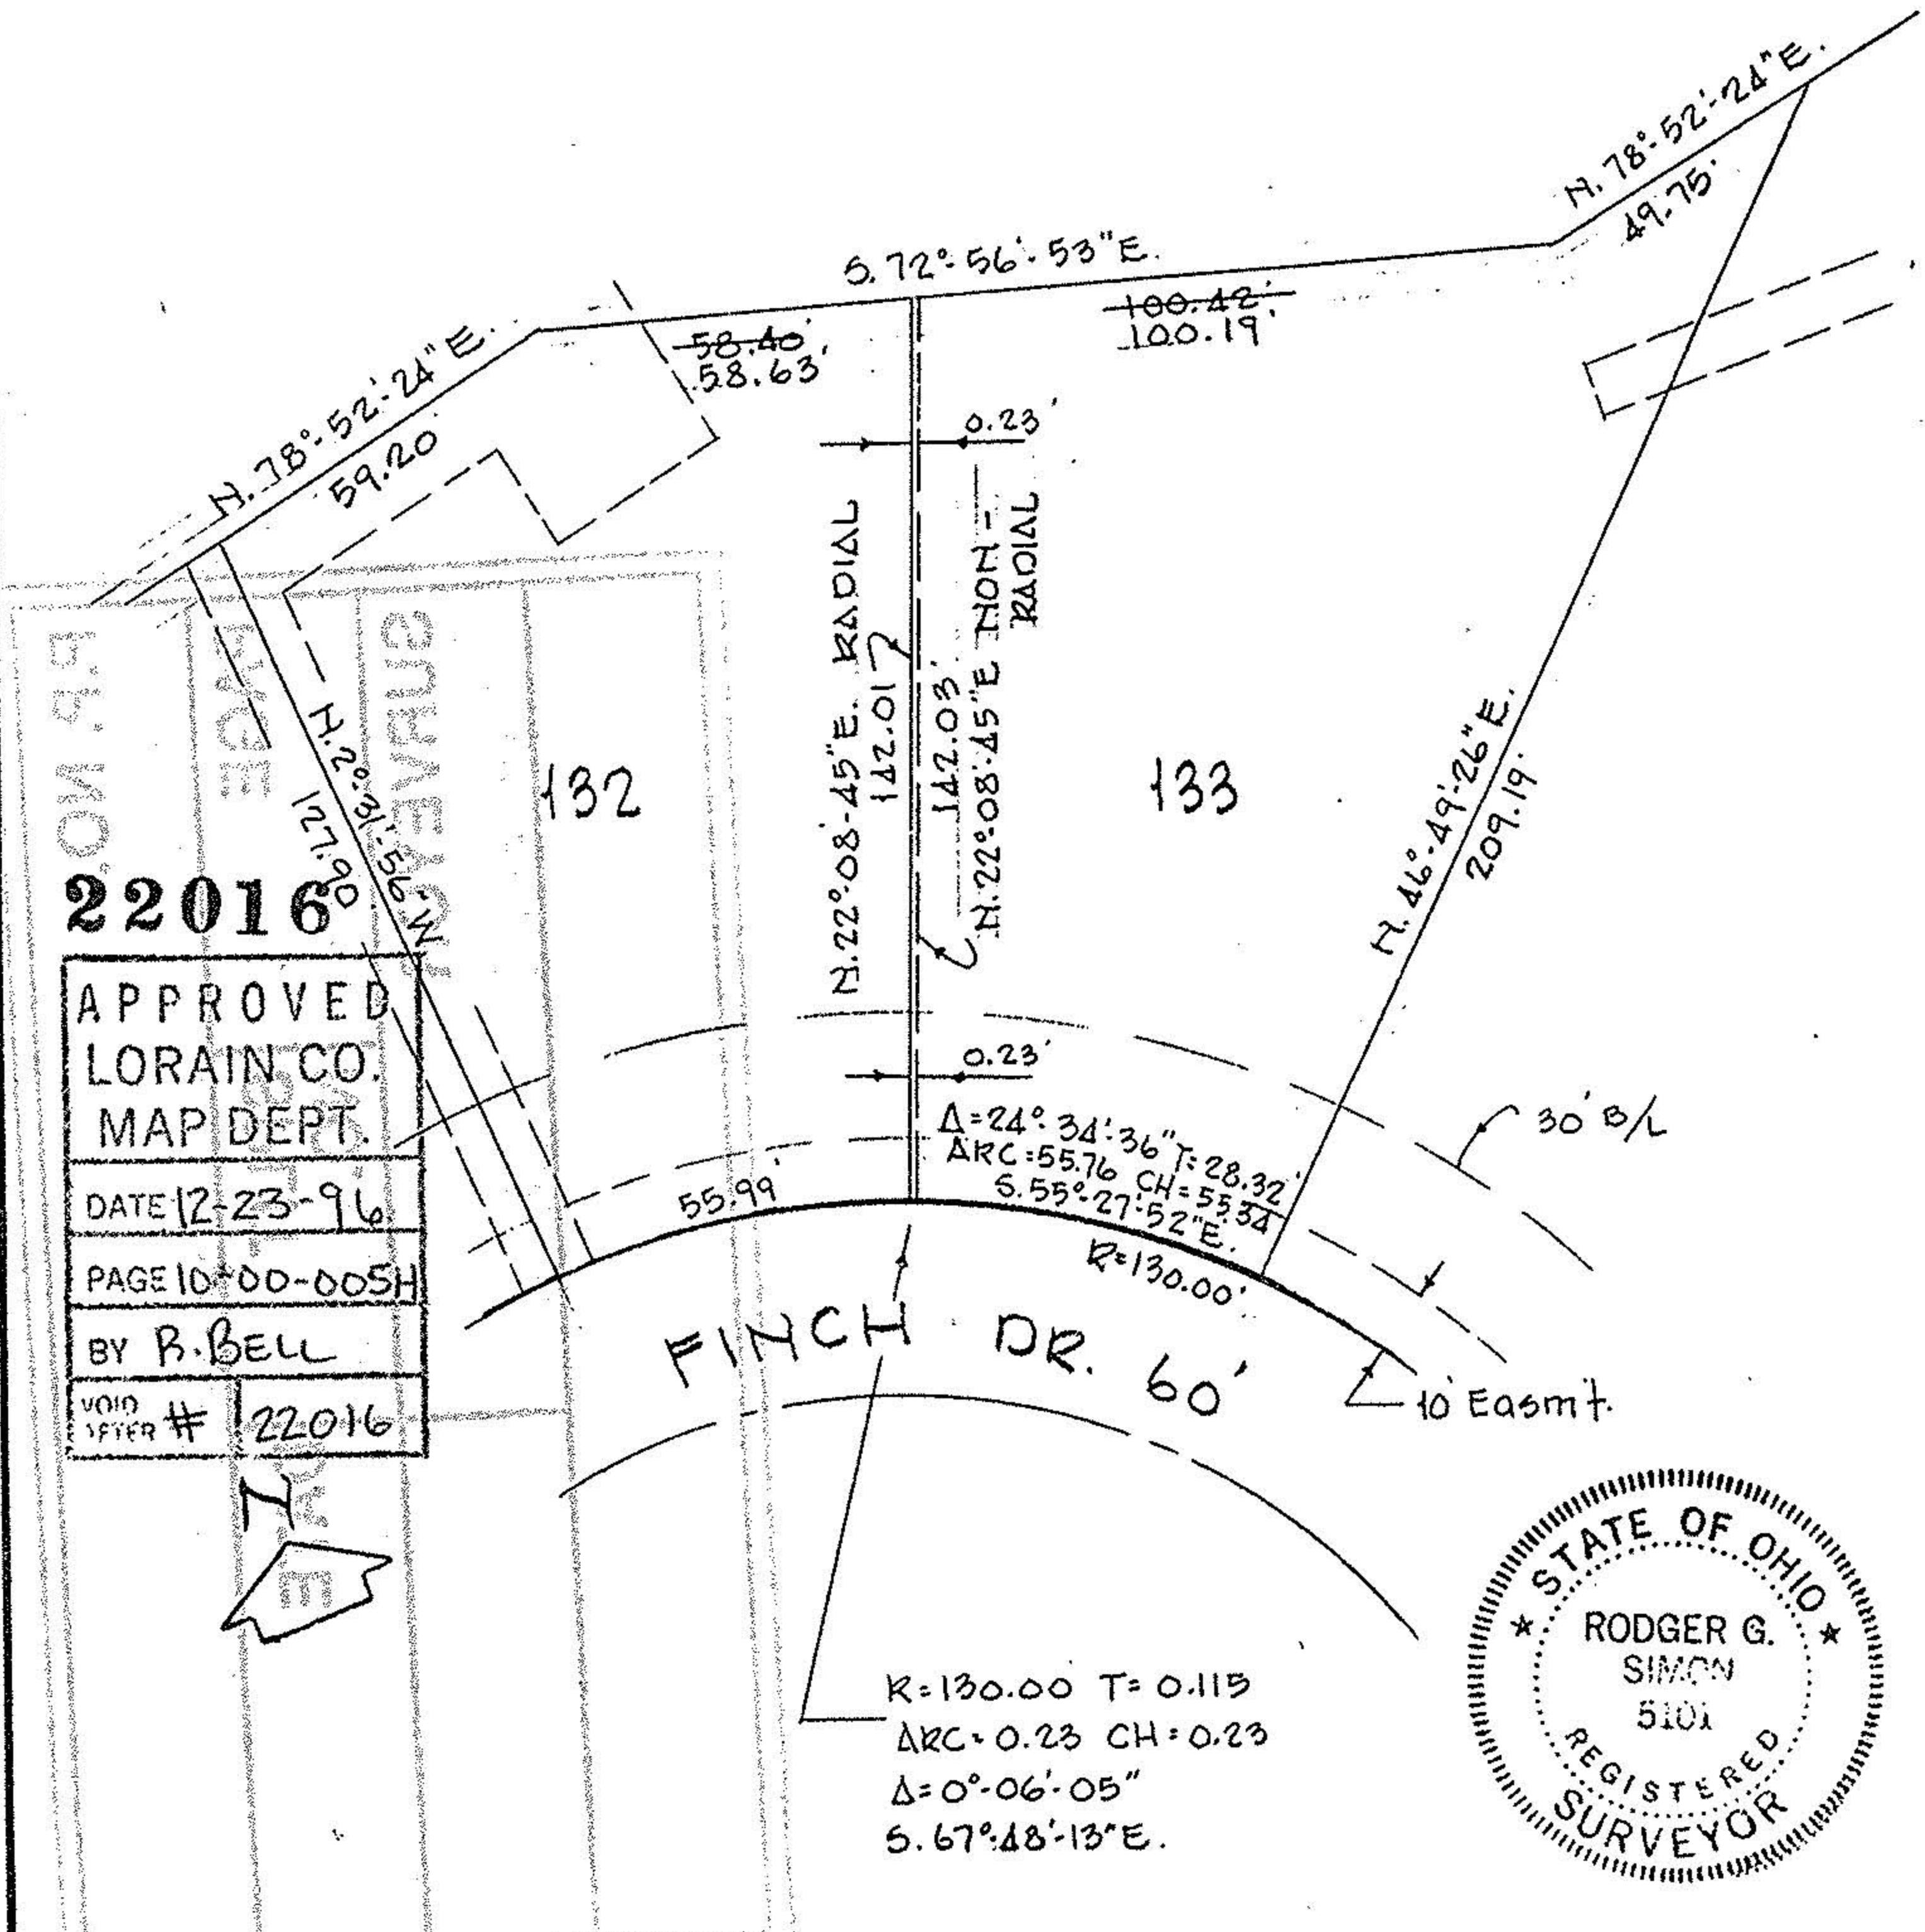 N. 78°-52'-24"E.
49.75'
S. 72°-56'-53"E.
100.42'
100.19'
58.40'
58.63'
N. 78°-52'-24"E.
59.20
0.23'
N. 22°-08'-45"E. RADIAL
142.01
142.03'
N. 22°-08'-45"E NON-
RADIAL
N. 2°-31'-56"W
127.90
132
133
N. 46°-49'-26"E.
209.19'
22016
APPROVED
LORAIN CO.
MAP DEPT.
DATE 12-23-96
PAGE 10-00-005H
BY B. BELL
VOID
AFTER # 22016
N
0.23'
Δ=24°-34'-36" T=28.32'
ARC=55.76 CH=55.34
S. 55°-27'-52"E.
R=130.00'
55.99'
30' B/L
FINCH DR. 60'
10' Easm't.
R=130.00 T=0.115
ARC=0.23 CH=0.23
Δ=0°-06'-05"
S. 67°-48'-13"E.
STATE OF OHIO
RODGER G.
SIMON
5101
REGISTERED
SURVEYOR